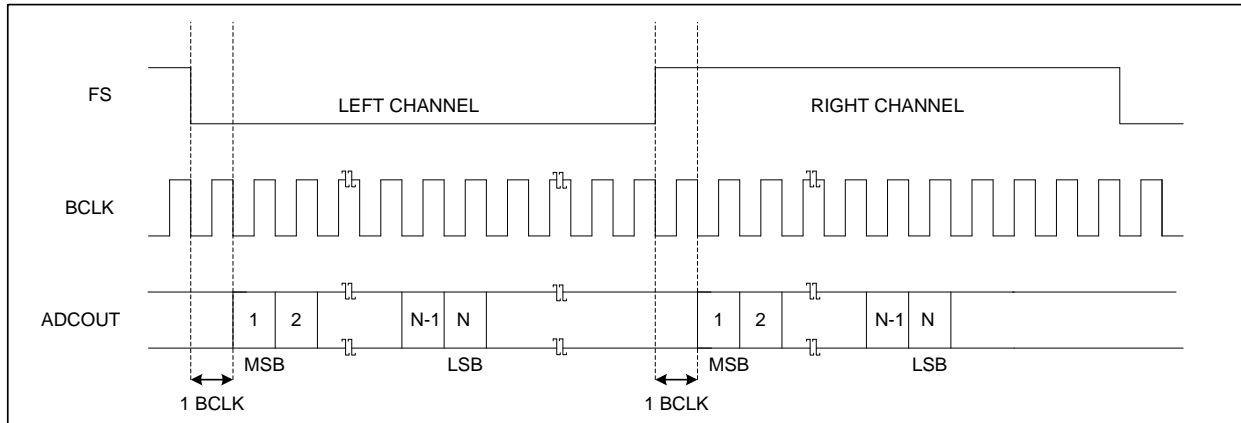 FS
LEFT CHANNEL
RIGHT CHANNEL
BCLK
ADCOUT
1 2 N-1 N 1 2 N-1 N
MSB LSB MSB LSB
1 BCLK 1 BCLK